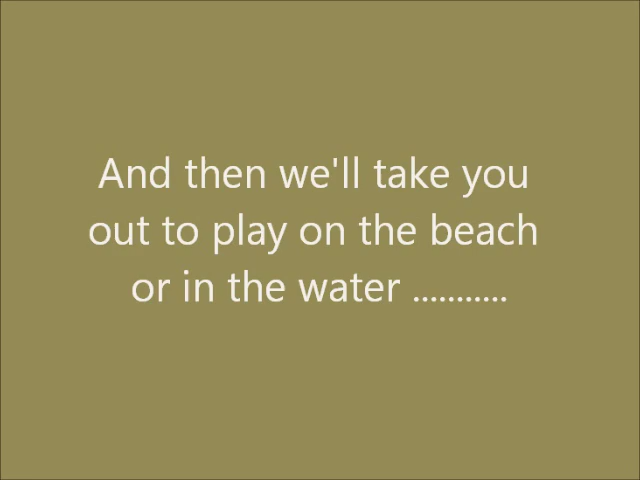 And then we'll take you
out to play on the beach
or in the water ...........